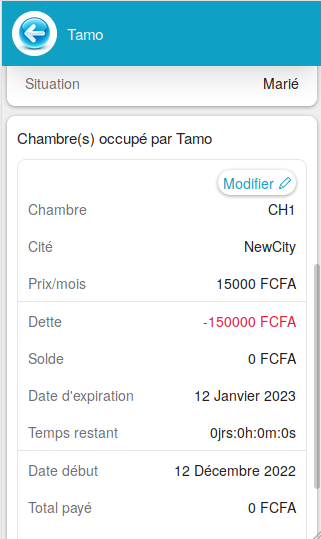 Tamo
Situation Marié
Chambre(s) occupé par Tamo
Modifier
Chambre CH1
Cité NewCity
Prix/mois 15000 FCFA
Dette -150000 FCFA
Solde 0 FCFA
Date d'expiration 12 Janvier 2023
Temps restant 0jrs:0h:0m:0s
Date début 12 Décembre 2022
Total payé 0 FCFA